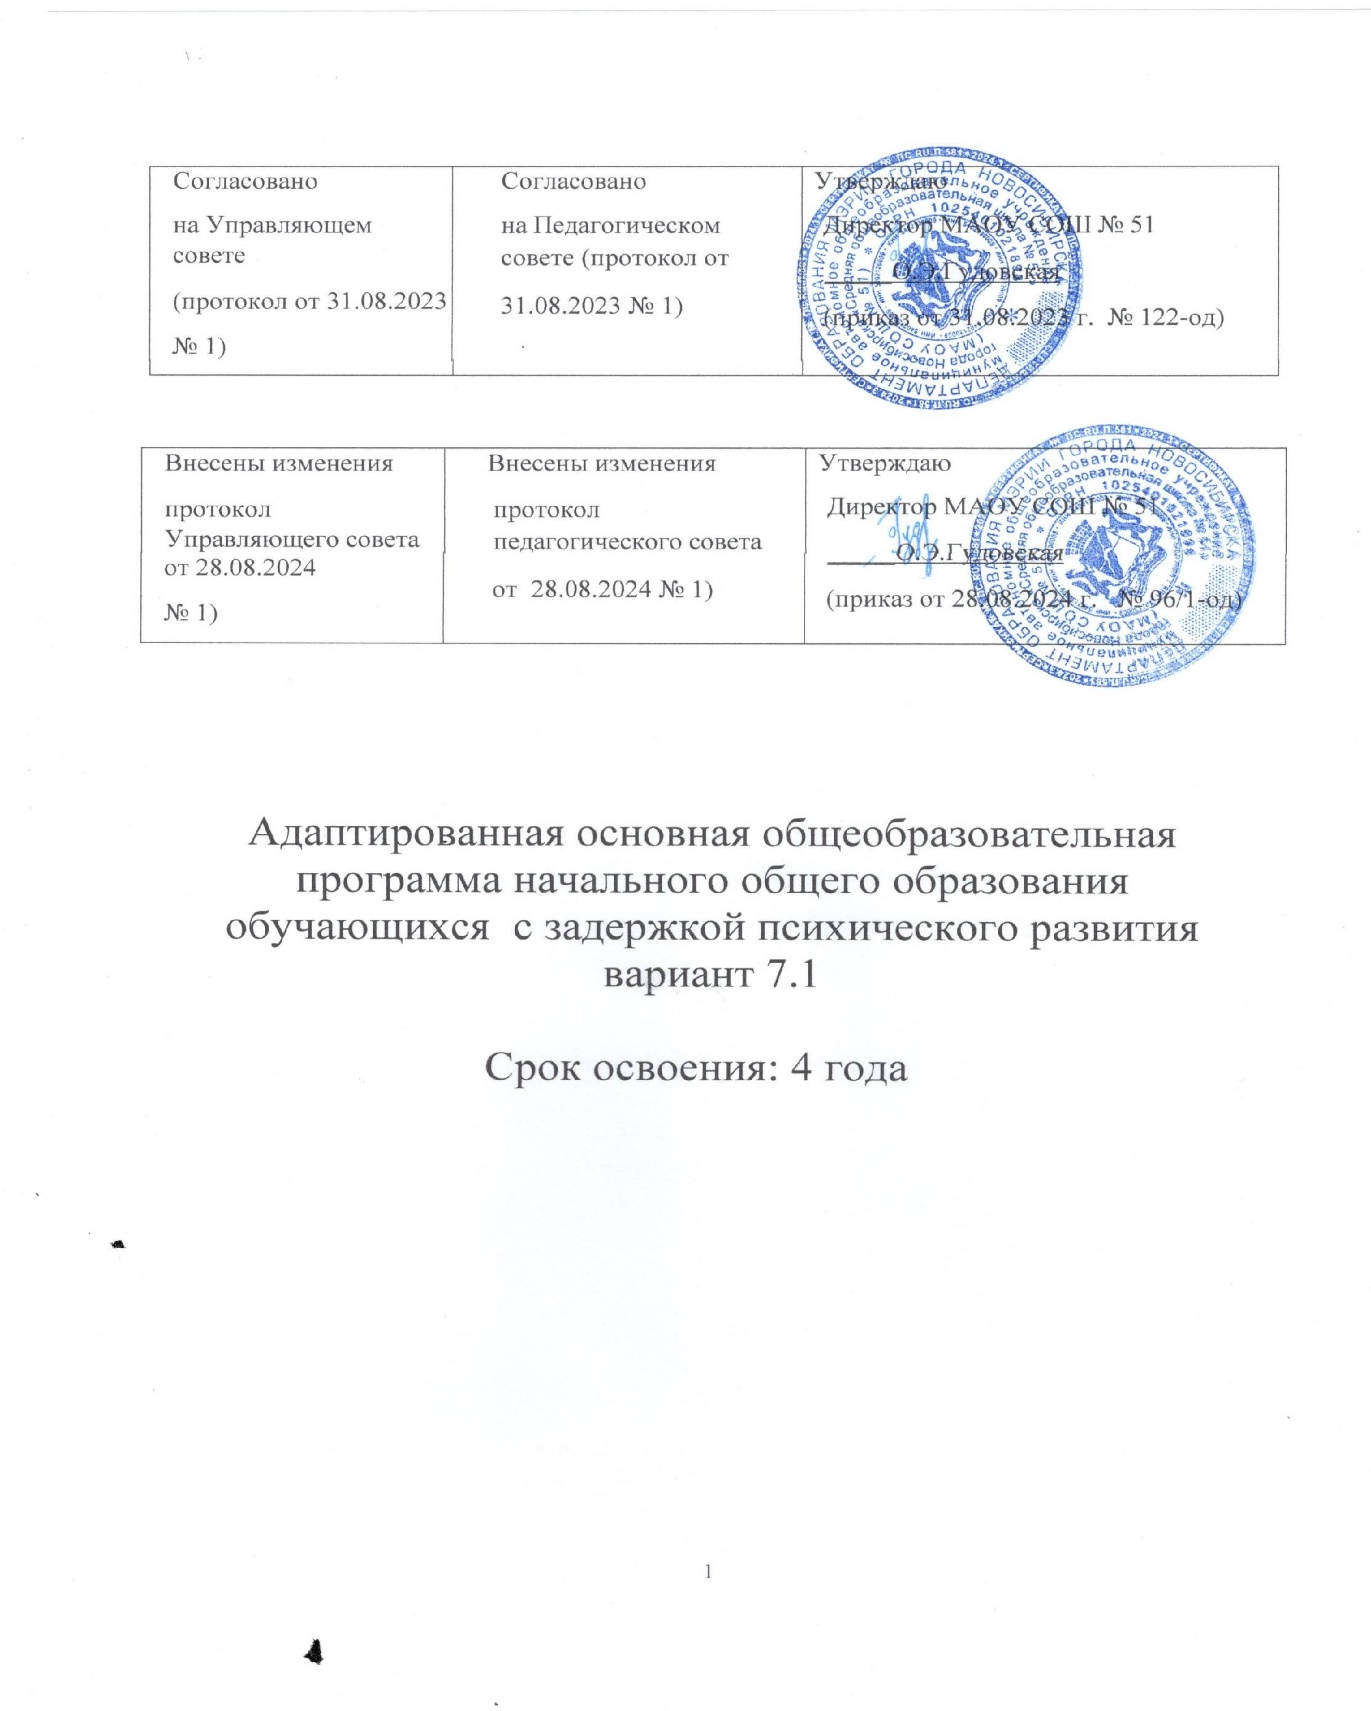 Согласовано
на Управляющем
совете
(протокол от 31.08.2023
№ 1)
Согласовано
на Педагогическом
совете (протокол от
31.08.2023 № 1)
Утверждаю
Директор МАОУ СОШ № 51
О.Э.Гудовская
(приказ от 31.08.2023 г. № 122-од)
Внесены изменения
протокол
Управляющего совета
от 28.08.2024
№ 1)
Внесены изменения
протокол
педагогического совета
от 28.08.2024 № 1)
Утверждаю
Директор МАОУ СОШ № 51
О.Э.Гудовская
(приказ от 28.08.2024 г. № 96/1-од)
Адаптированная основная общеобразовательная
программа начального общего образования
обучающихся с задержкой психического развития
вариант 7.1
Срок освоения: 4 года
1